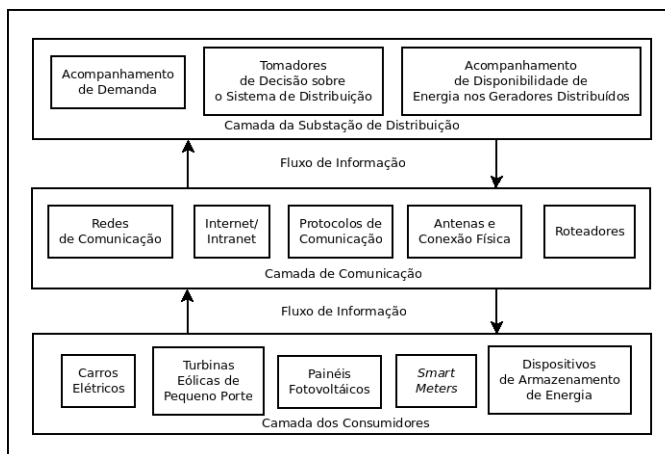 Acompanhamento
de Demanda
Tomadores
de Decisão sobre
o Sistema de Distribuição
Acompanhamento
de Disponibilidade de
Energia nos Geradores Distribuídos
Camada da Substação de Distribuição
Fluxo de Informação
Redes
de Comunicação
Internet/
Intranet
Protocolos de
Comunicação
Antenas e
Conexão Física
Roteadores
Camada de Comunicação
Fluxo de Informação
Carros
Elétricos
Turbinas
Eólicas de
Pequeno Porte
Painéis
Fotovoltáicos
Smart
Meters
Dispositivos
de Armazenamento
de Energia
Camada dos Consumidores